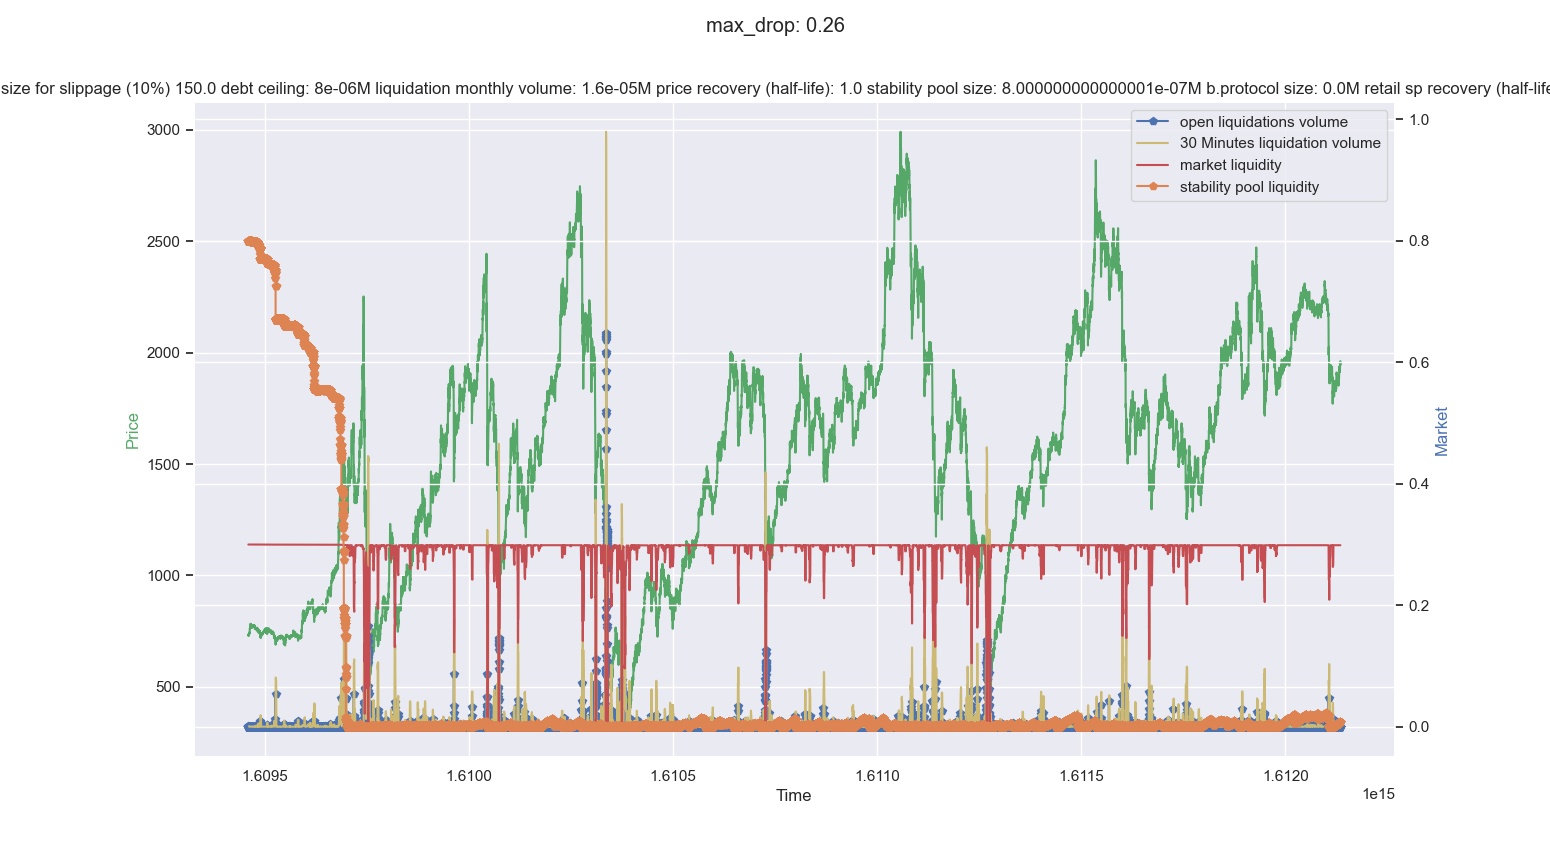 max_drop: 0.26
size for slippage (10%) 150.0 debt ceiling: 8e-06M liquidation monthly volume: 1.6e-05M price recovery (half-life): 1.0 stability pool size: 8.000000000000001e-07M b.protocol size: 0.0M retail sp recovery (half-life
open liquidations volume
30 Minutes liquidation volume
market liquidity
stability pool liquidity
Price
3000
2500
2000
1500
1000
500
Market
1.0
0.8
0.6
0.4
0.2
0.0
1.6095 1.6100 1.6105 1.6110 1.6115 1.6120
Time
1e15